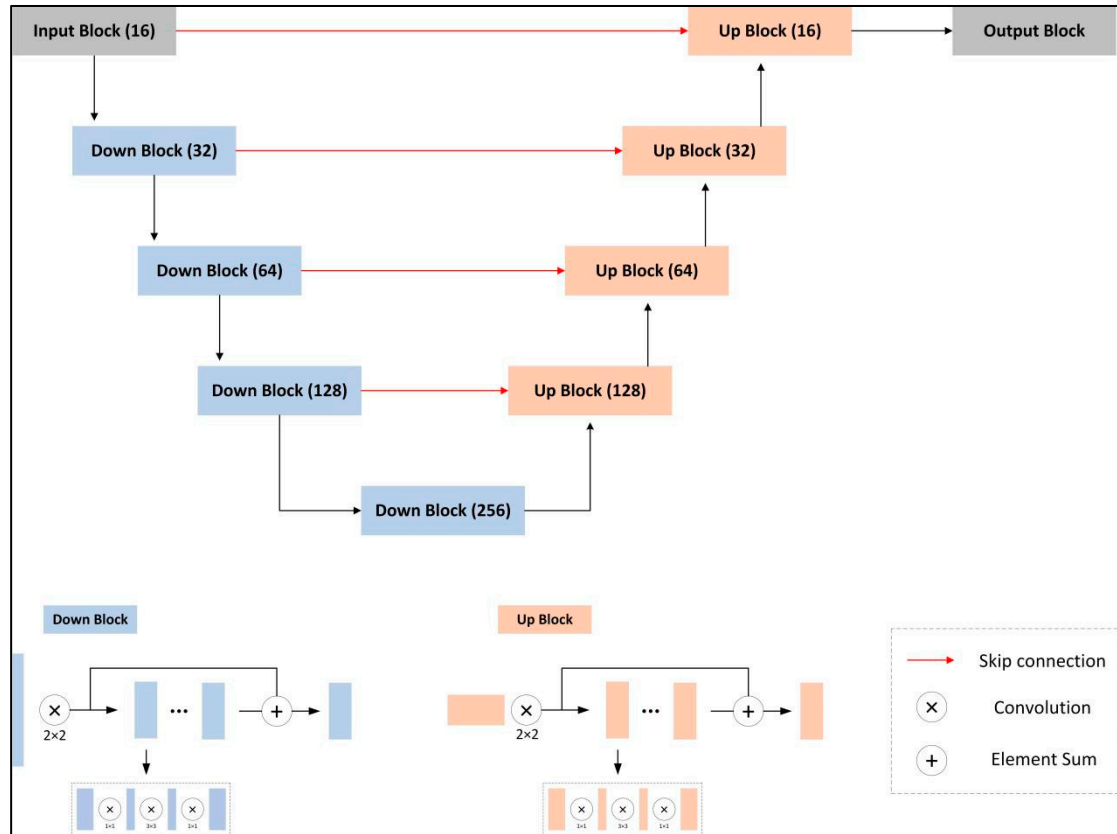 Input Block (16)
Up Block (16)
Output Block
Down Block (32)
Up Block (32)
Down Block (64)
Up Block (64)
Down Block (128)
Up Block (128)
Down Block (256)
Down Block
Up Block
2×2
2×2
1×1
3×3
1×1
1×1
3×3
1×1
Skip connection
Convolution
Element Sum